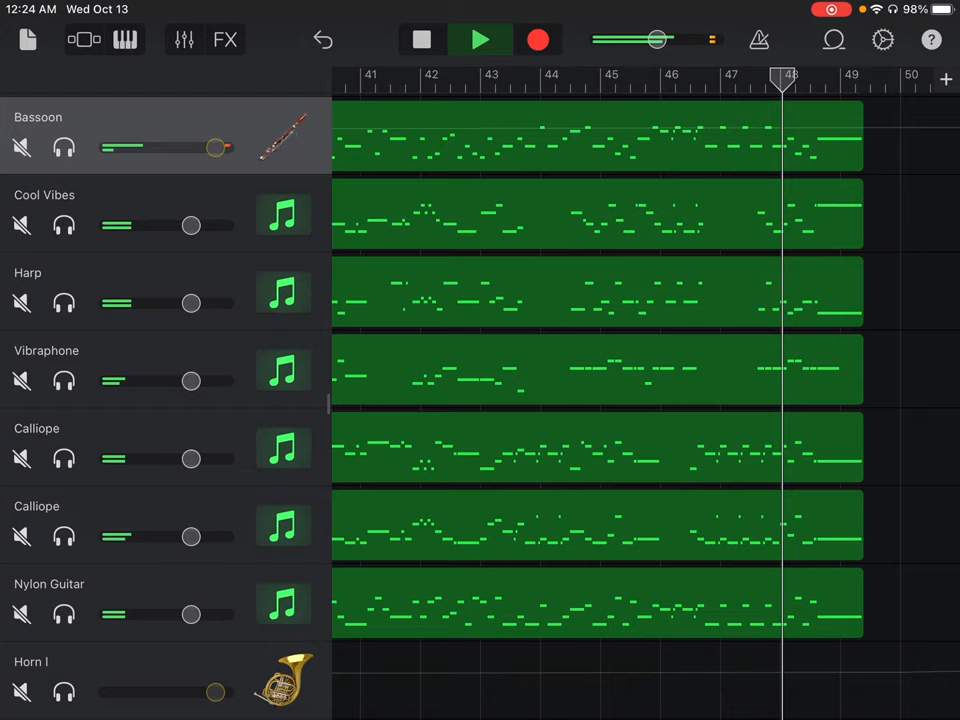 12:24 AM Wed Oct 13
98%
FX
?
41 42 43 44 45 46 47 48 49 50 +
Bassoon
Cool Vibes
Harp
Vibraphone
Calliope
Calliope
Nylon Guitar
Horn I